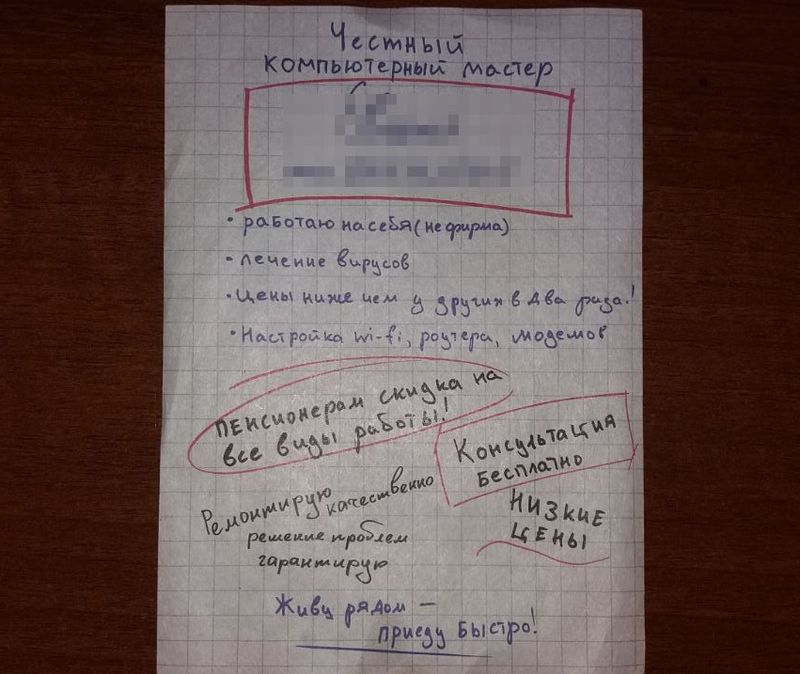 Честный
компьютерный мастер
• работаю на себя (не фирма)
• лечение вирусов
• Цены ниже чем у других в два раза!
• Настройка wi-fi, роутера, модемов
Пенсионерам скидка на
все виды работы!
Консультация
бесплатно
Ремонтирую качественно
решение проблем
гарантирую
Низкие
цены
Живу рядом –
приеду быстро!